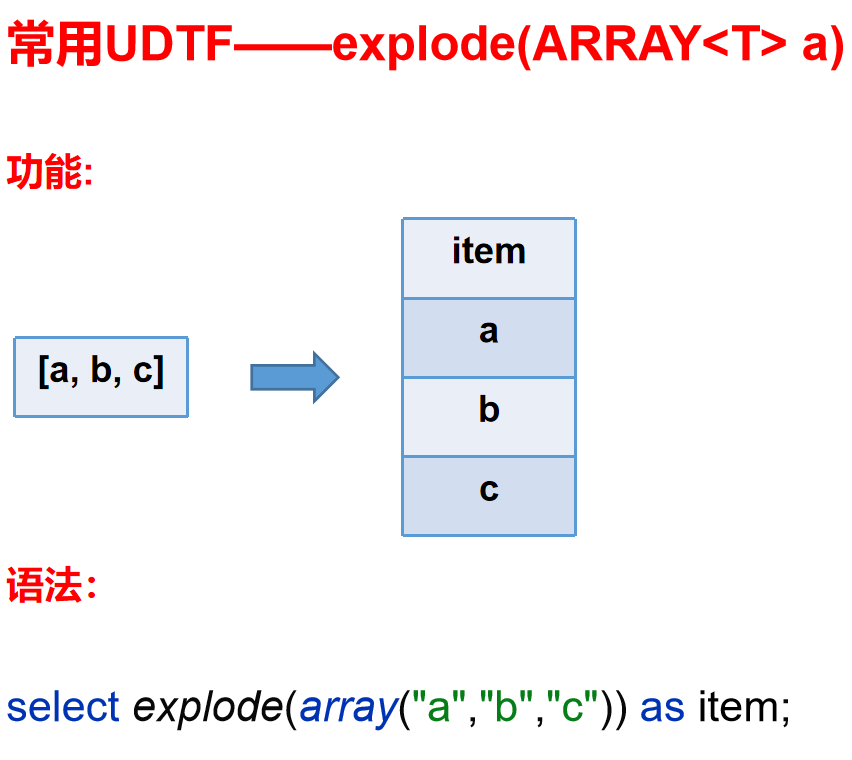 常用UDTF——explode(ARRAY<T> a)
功能:
item
a
[a, b, c]
b
c
语法：
select explode(array("a","b","c")) as item;